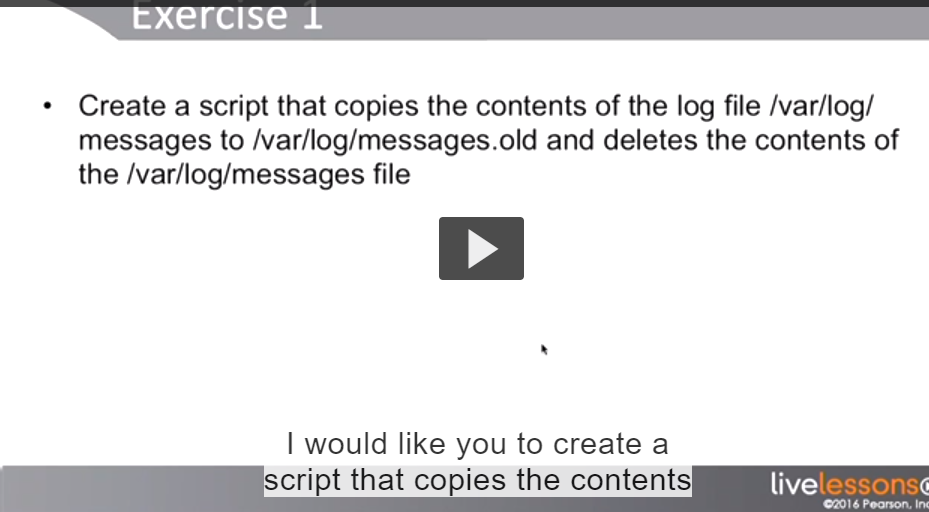 Exercise 1
• Create a script that copies the contents of the log file /var/log/
messages to /var/log/messages.old and deletes the contents of
the /var/log/messages file
I would like you to create a
script that copies the contents
livelessons
©2016 Pearson, Inc